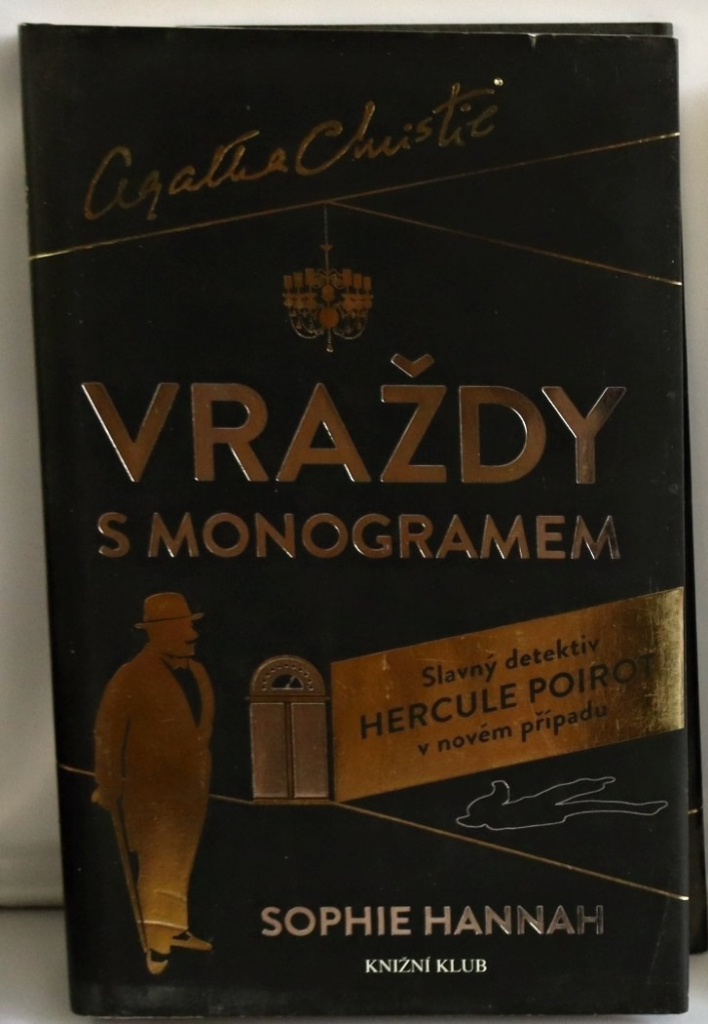 Agatha Christie
VRAŽDY
S MONOGRAMEM
Slavný detektiv
HERCULE POIROT
v novém případu
SOPHIE HANNAH
KNIŽNÍ KLUB